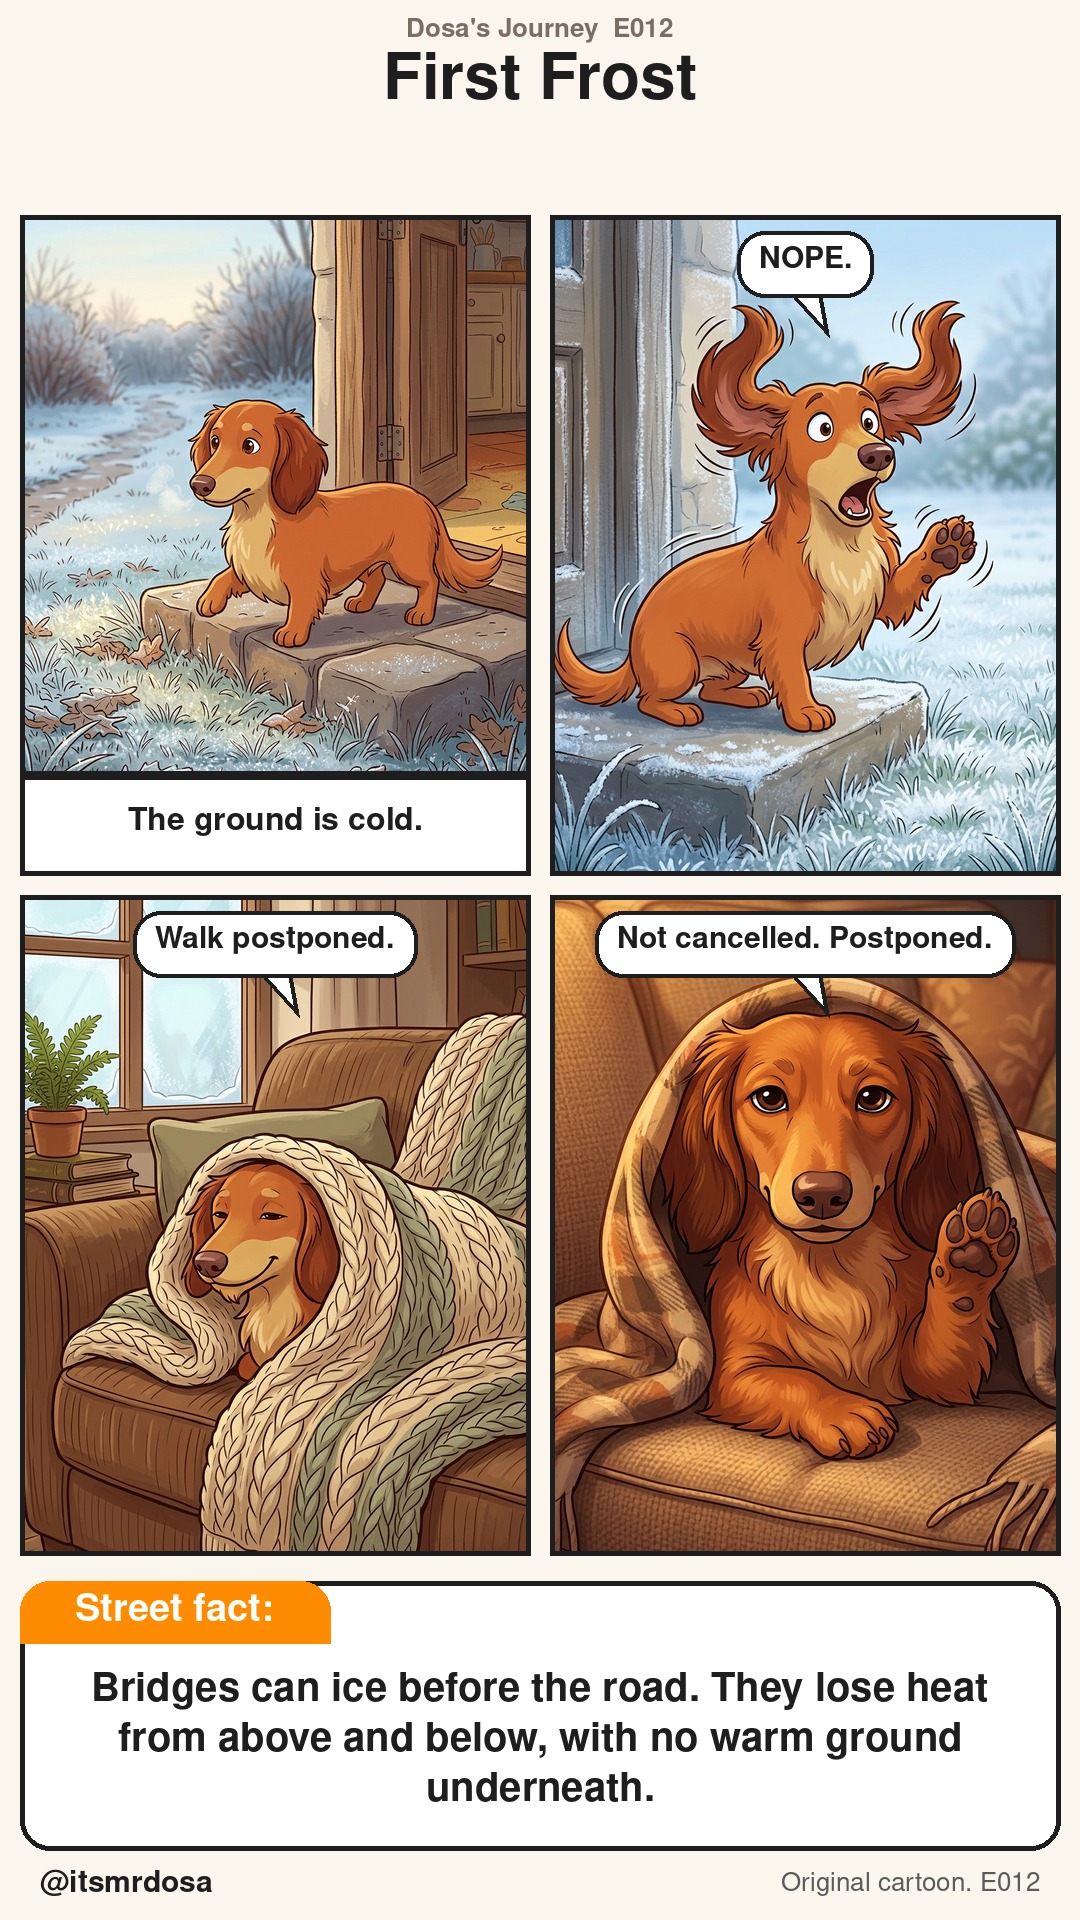 Dosa's Journey  E012
First Frost
The ground is cold.
NOPE.
Walk postponed.
Not cancelled. Postponed.
Street fact:
Bridges can ice before the road. They lose heat
from above and below, with no warm ground
underneath.
@itsmrdosa
Original cartoon. E012